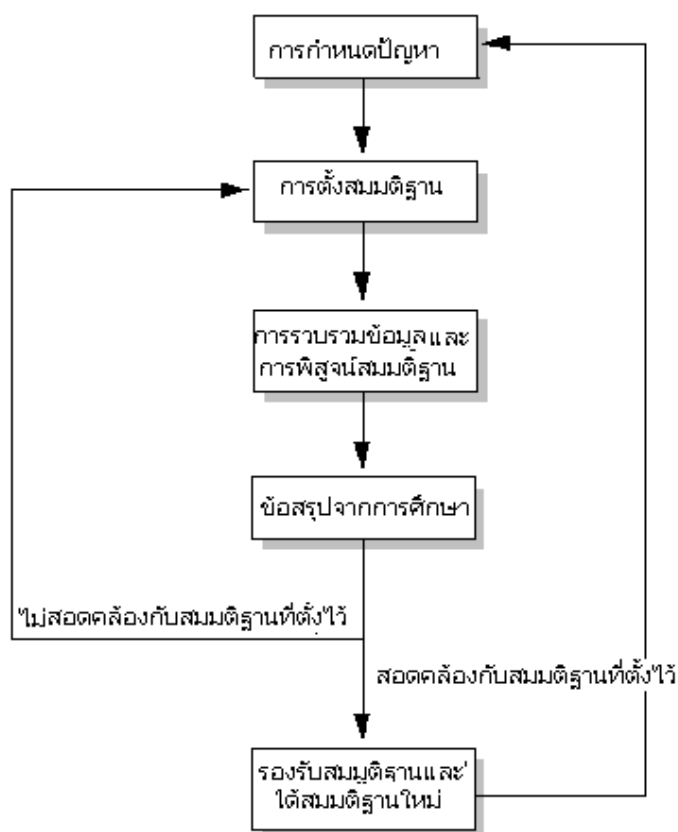 การกำหนดปัญหา
การตั้งสมมติฐาน
การรวบรวมข้อมูลและ
การพิสูจน์สมมติฐาน
ข้อสรุปจากการศึกษา
ไม่สอดคล้องกับสมมติฐานที่ตั้งไว้
สอดคล้องกับสมมติฐานที่ตั้งไว้
รองรับสมมติฐานและ
ได้สมมติฐานใหม่